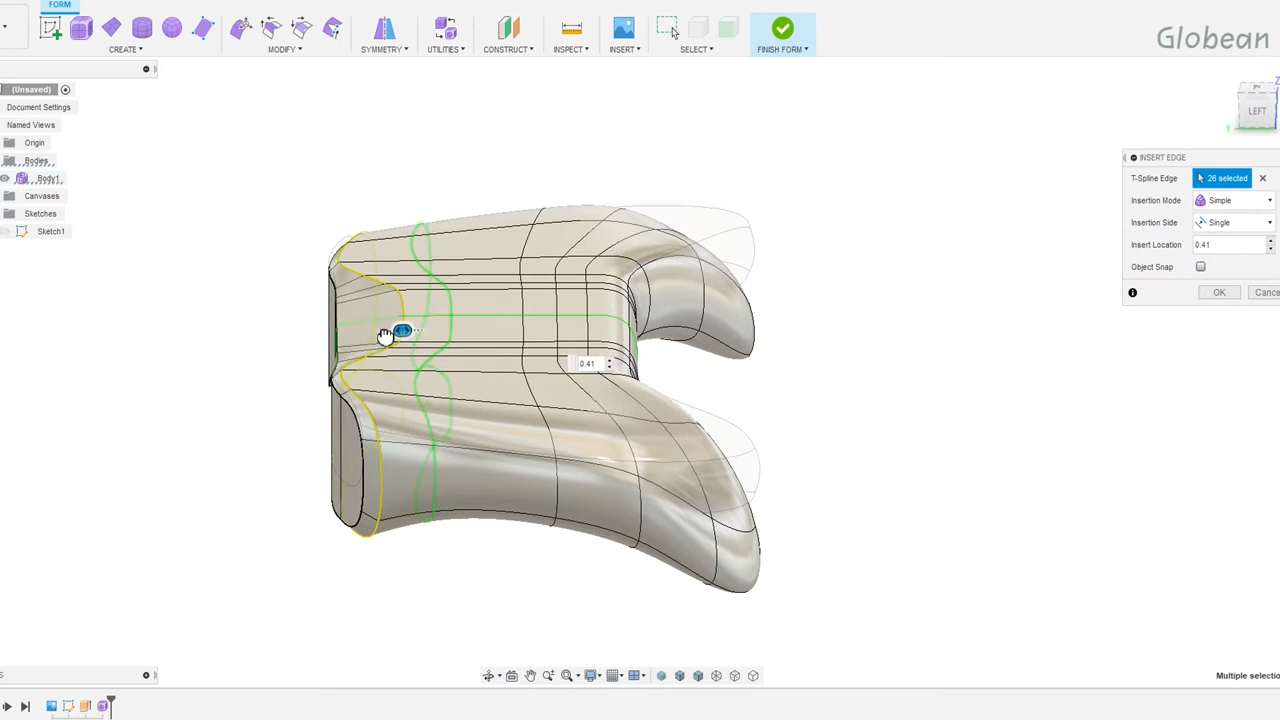 FORM
Globean
CREATE
MODIFY
SYMMETRY
UTILITIES
CONSTRUCT
INSPECT
INSERT
SELECT
FINISH FORM
(Unsaved)
Document Settings
Named Views
Origin
Bodies
Body1
Canvases
Sketches
Sketch1
Z
LEFT
Y
INSERT EDGE
T-Spline Edge 26 selected
Insertion Mode Simple
Insertion Side Single
Insert Location 0.41
Object Snap
OK Cance
0.41
S
Multiple selectio